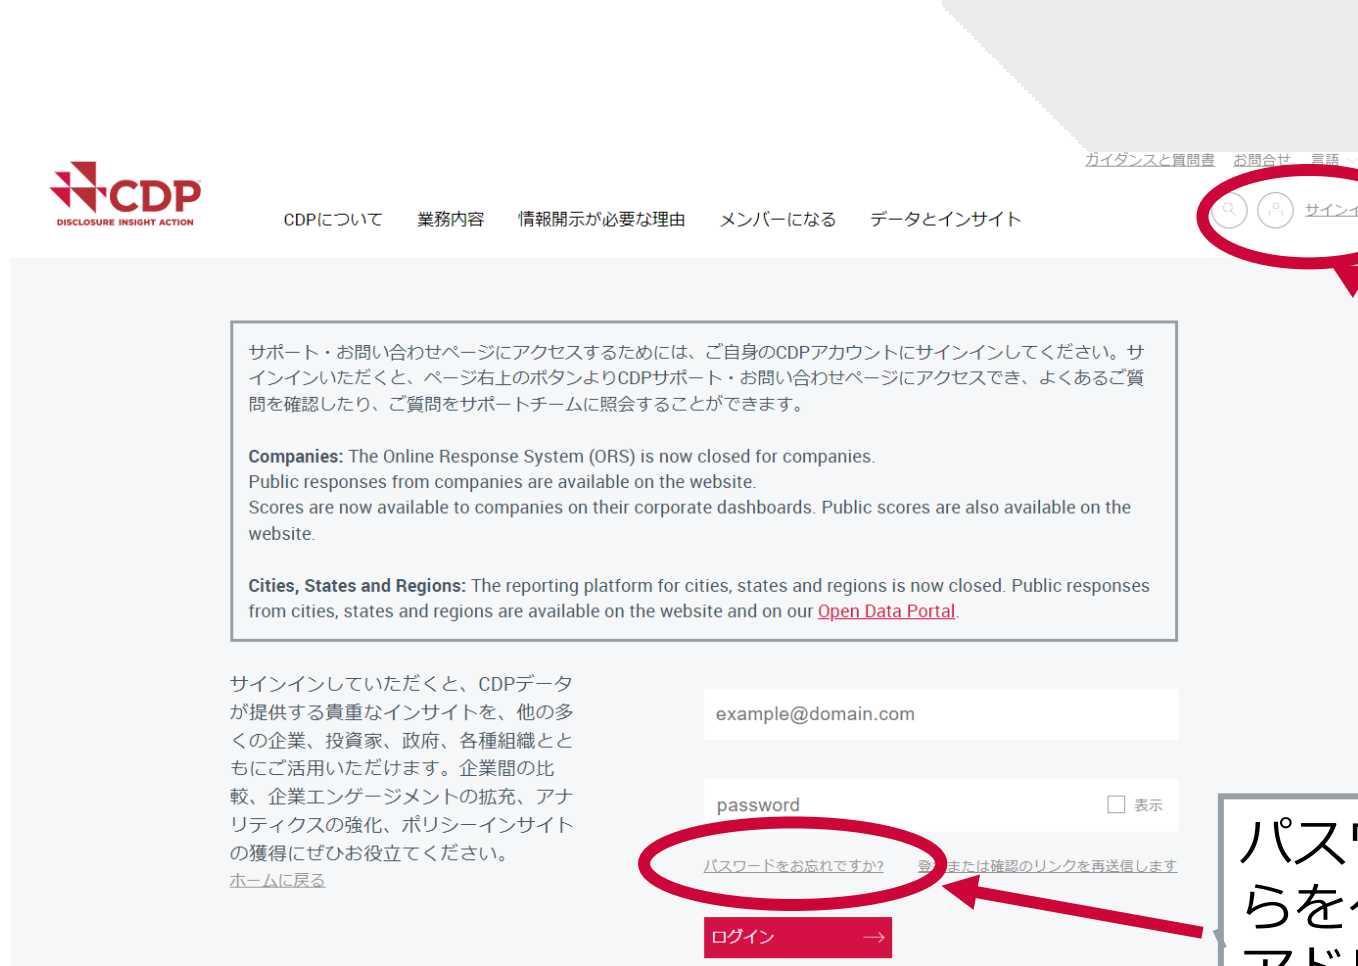 ガイダンスと質問書 お問合せ 言語
CDP
DISCLOSURE INSIGHT ACTION
CDPについて 業務内容 情報開示が必要な理由 メンバーになる データとインサイト
サインイ
サポート・お問い合わせページにアクセスするためには、ご自身のCDPアカウントにサインインしてください。サ
インインいただくと、ページ右上のボタンよりCDPサポート・お問い合わせページにアクセスでき、よくあるご質
問を確認したり、ご質問をサポートチームに照会することができます。
Companies: The Online Response System (ORS) is now closed for companies.
Public responses from companies are available on the website.
Scores are now available to companies on their corporate dashboards. Public scores are also available on the
website.
Cities, States and Regions: The reporting platform for cities, states and regions is now closed. Public responses
from cities, states and regions are available on the website and on our Open Data Portal.
サインインしていただくと、CDPデータ
が提供する貴重なインサイトを、他の多
くの企業、投資家、政府、各種組織とと
もにご活用いただけます。企業間の比
較、企業エンゲージメントの拡充、アナ
リティクスの強化、ポリシーインサイト
の獲得にぜひお役立てください。
ホームに戻る
example@domain.com
password 表示
パスワードをお忘れですか? 登録または確認のリンクを再送信します
ログイン
パス
らを
アド